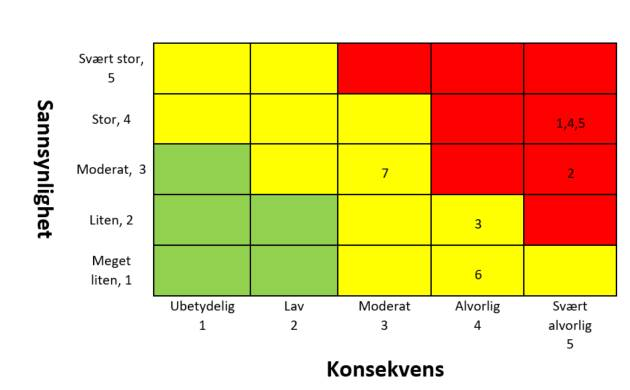 Sannsynlighet
Svært stor,
5
Stor, 4
1,4,5
Moderat,  3
7
2
Liten, 2
3
Meget
liten, 1
6
Ubetydelig
1
Lav
2
Moderat
3
Alvorlig
4
Svært
alvorlig
5
Konsekvens